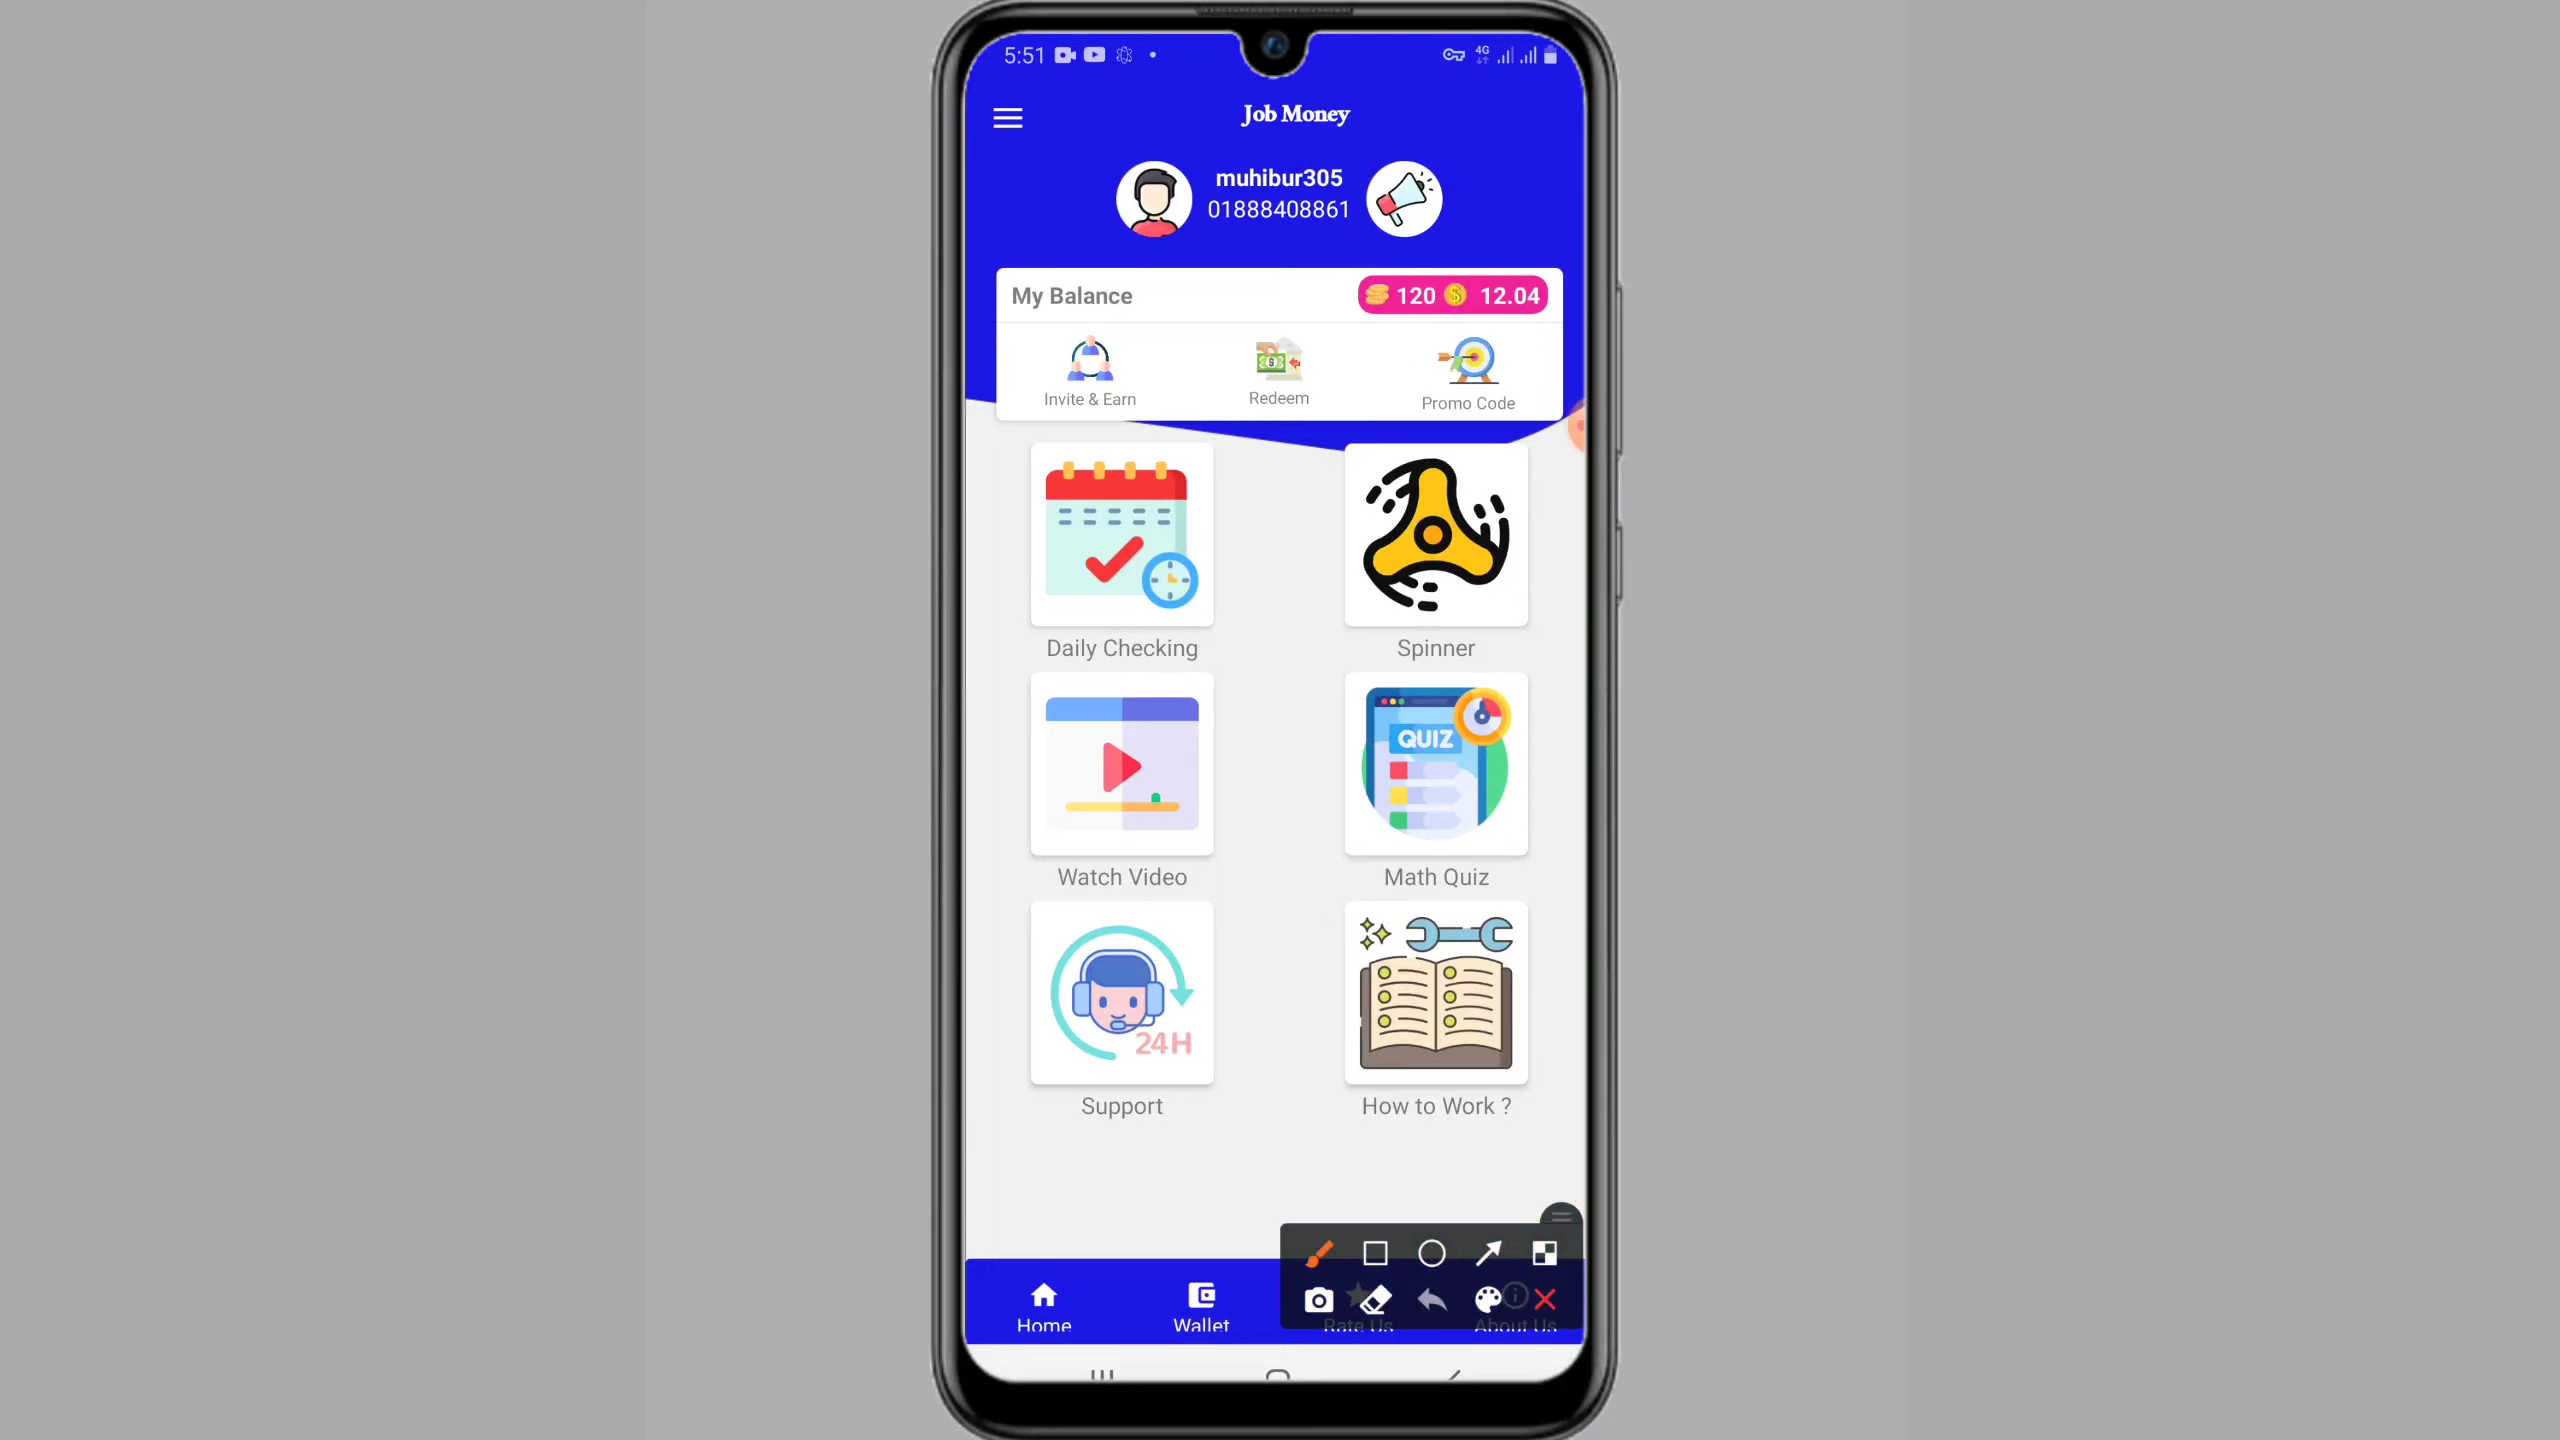 5:51 4G
Job Money
muhibur305
01888408861
My Balance 120 $ 12.04
Invite & Earn Redeem Promo Code
Daily Checking Spinner
QUIZ
Watch Video Math Quiz
24H
Support How to Work ?
Home Wallet Rate Us About Us